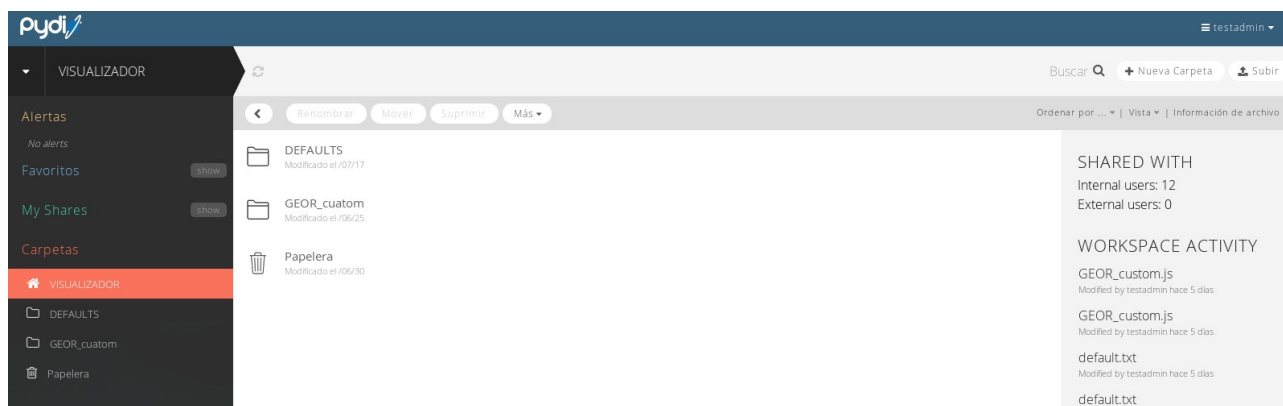 pydi
testadmin
VISUALIZADOR
Buscar
Nueva Carpeta
Subir
Alertas
No alerts
Favoritos
show
My Shares
show
Carpetas
VISUALIZADOR
DEFAULTS
GEOR_cuatom
Papelera
Renombrar
Mover
Suprimir
Más
Ordenar por ... | Vista | Información de archivo
DEFAULTS
Modificado el /07/17
GEOR_cuatom
Modificado el /06/25
Papelera
Modificado el /06/30
SHARED WITH
Internal users: 12
External users: 0
WORKSPACE ACTIVITY
GEOR_custom.js
Modified by testadmin hace 5 dias
GEOR_custom.js
Modified by testadmin hace 5 dias
default.txt
Modified by testadmin hace 5 dias
default.txt